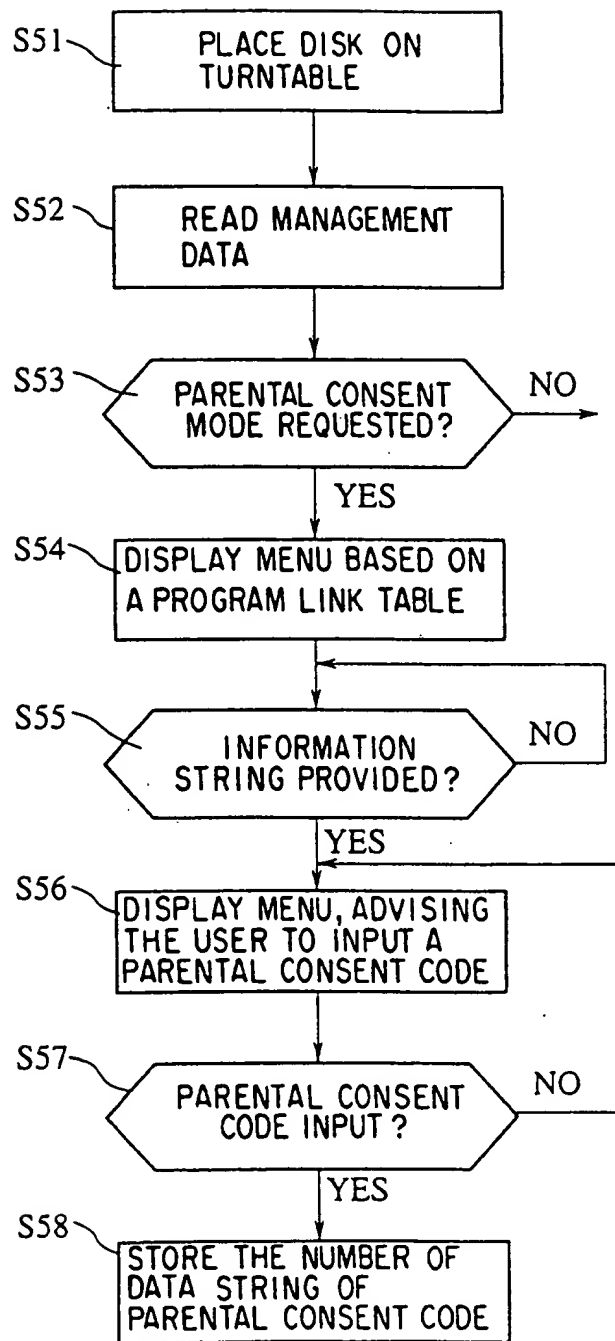 S51
PLACE DISK ON
TURNTABLE
S52
READ MANAGEMENT
DATA
S53
PARENTAL CONSENT
MODE REQUESTED?
NO
YES
S54
DISPLAY MENU BASED ON
A PROGRAM LINK TABLE
S55
INFORMATION
STRING PROVIDED?
NO
YES
S56
DISPLAY MENU, ADVISING
THE USER TO INPUT A
PARENTAL CONSENT CODE
S57
PARENTAL CONSENT
CODE INPUT?
NO
YES
S58
STORE THE NUMBER OF
DATA STRING OF
PARENTAL CONSENT CODE